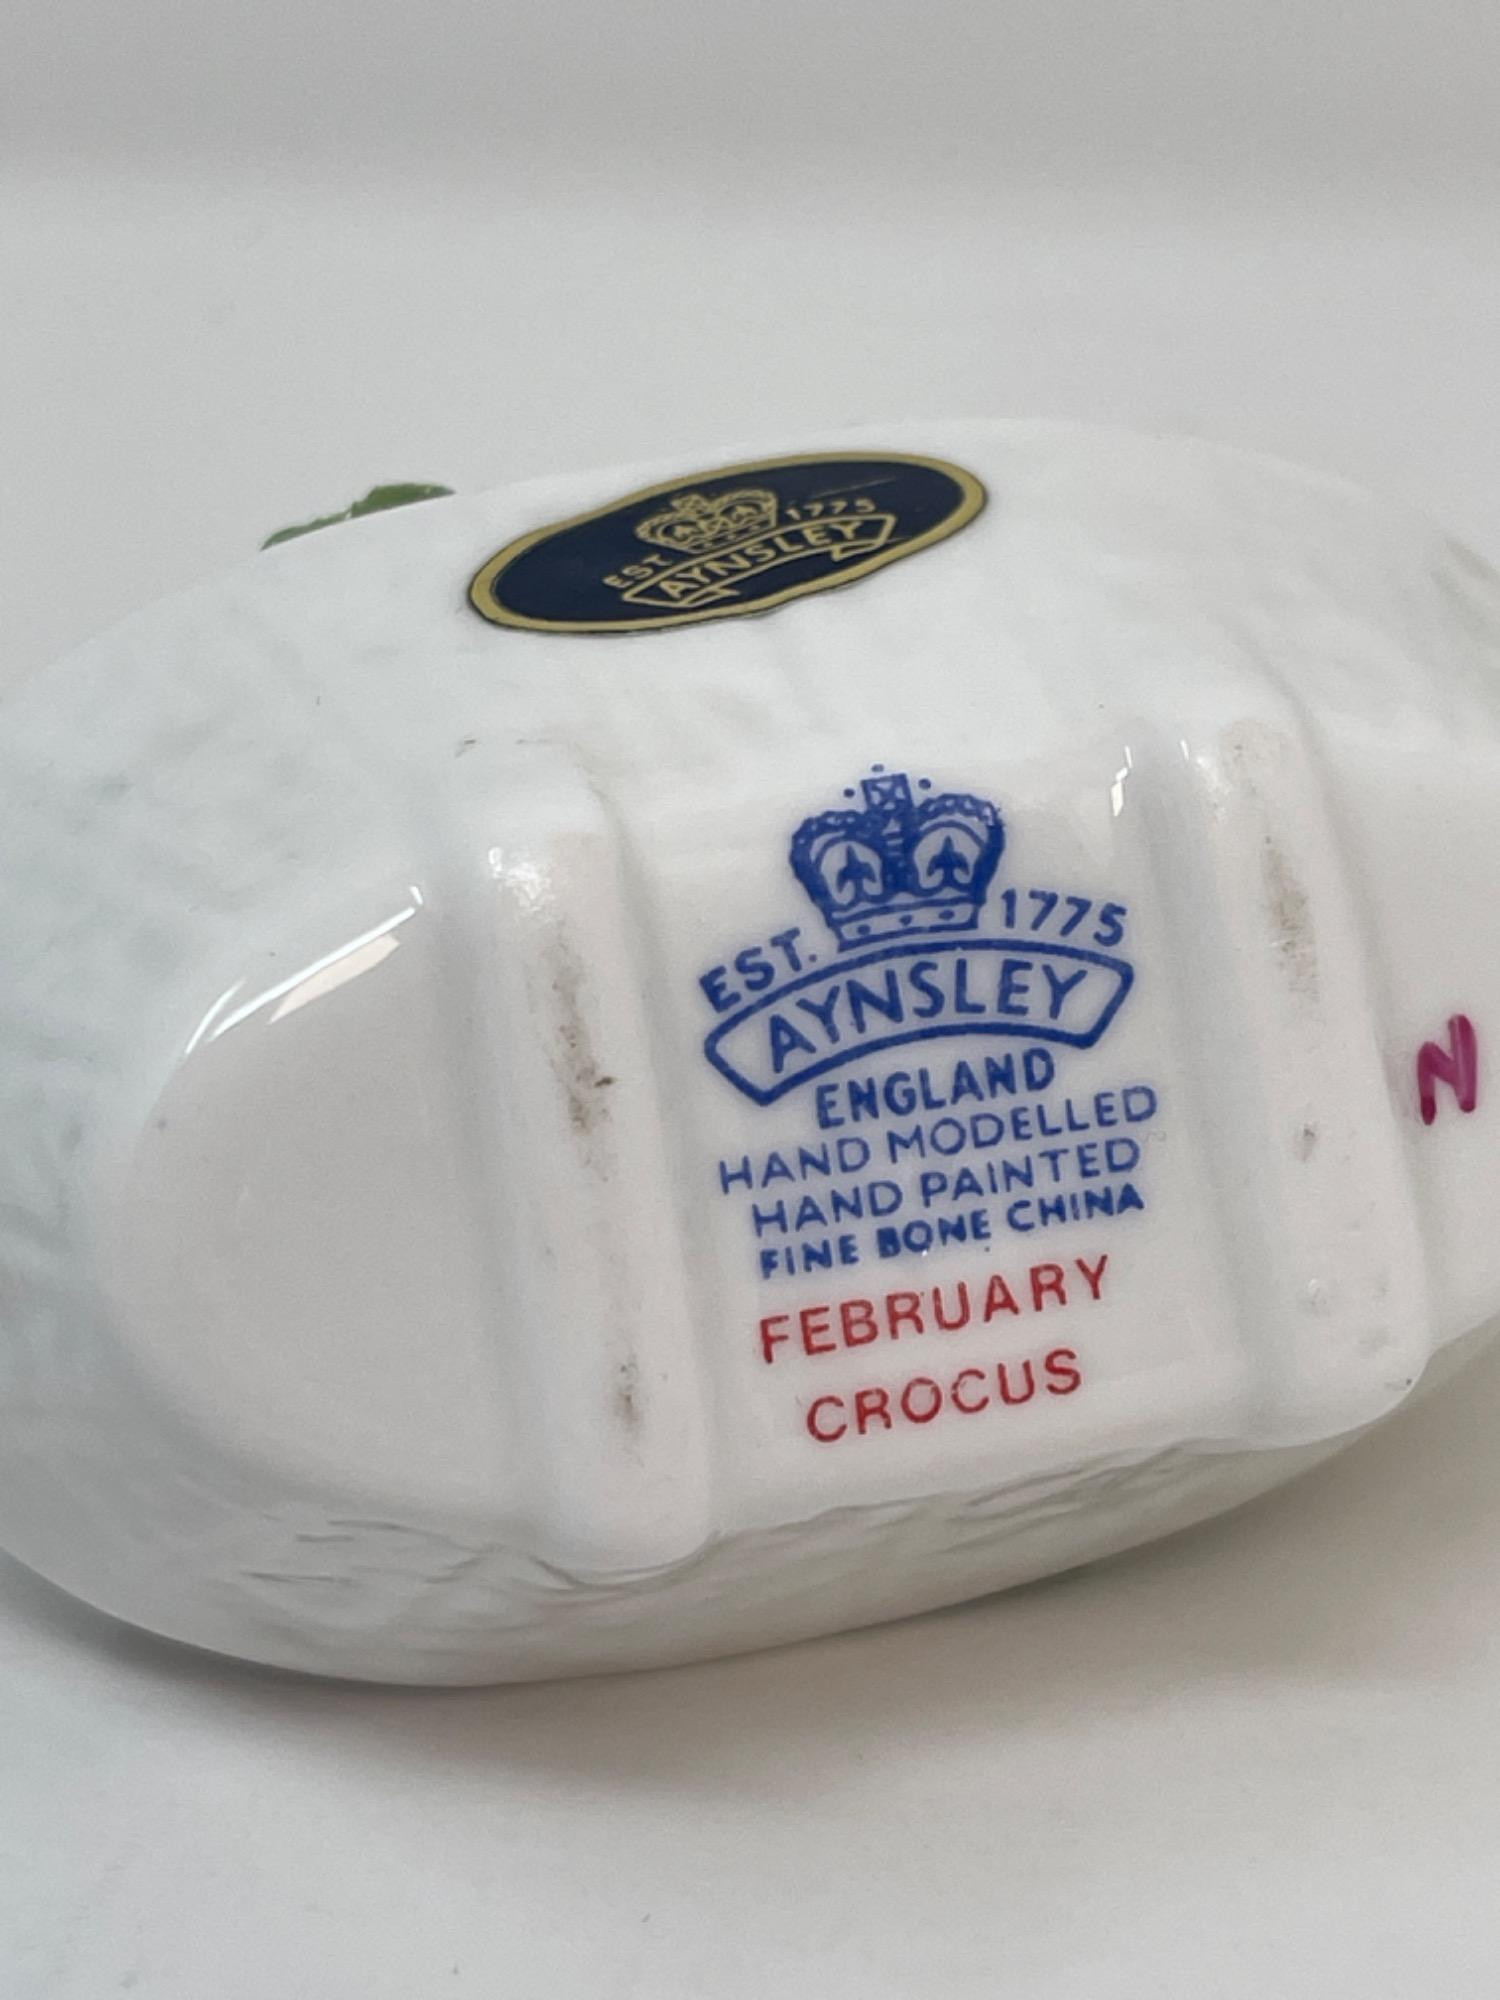 EST. 1775
AYNSLEY
EST. 1775
AYNSLEY
ENGLAND
HAND MODELLED
HAND PAINTED
FINE BONE CHINA
FEBRUARY
CROCUS
N